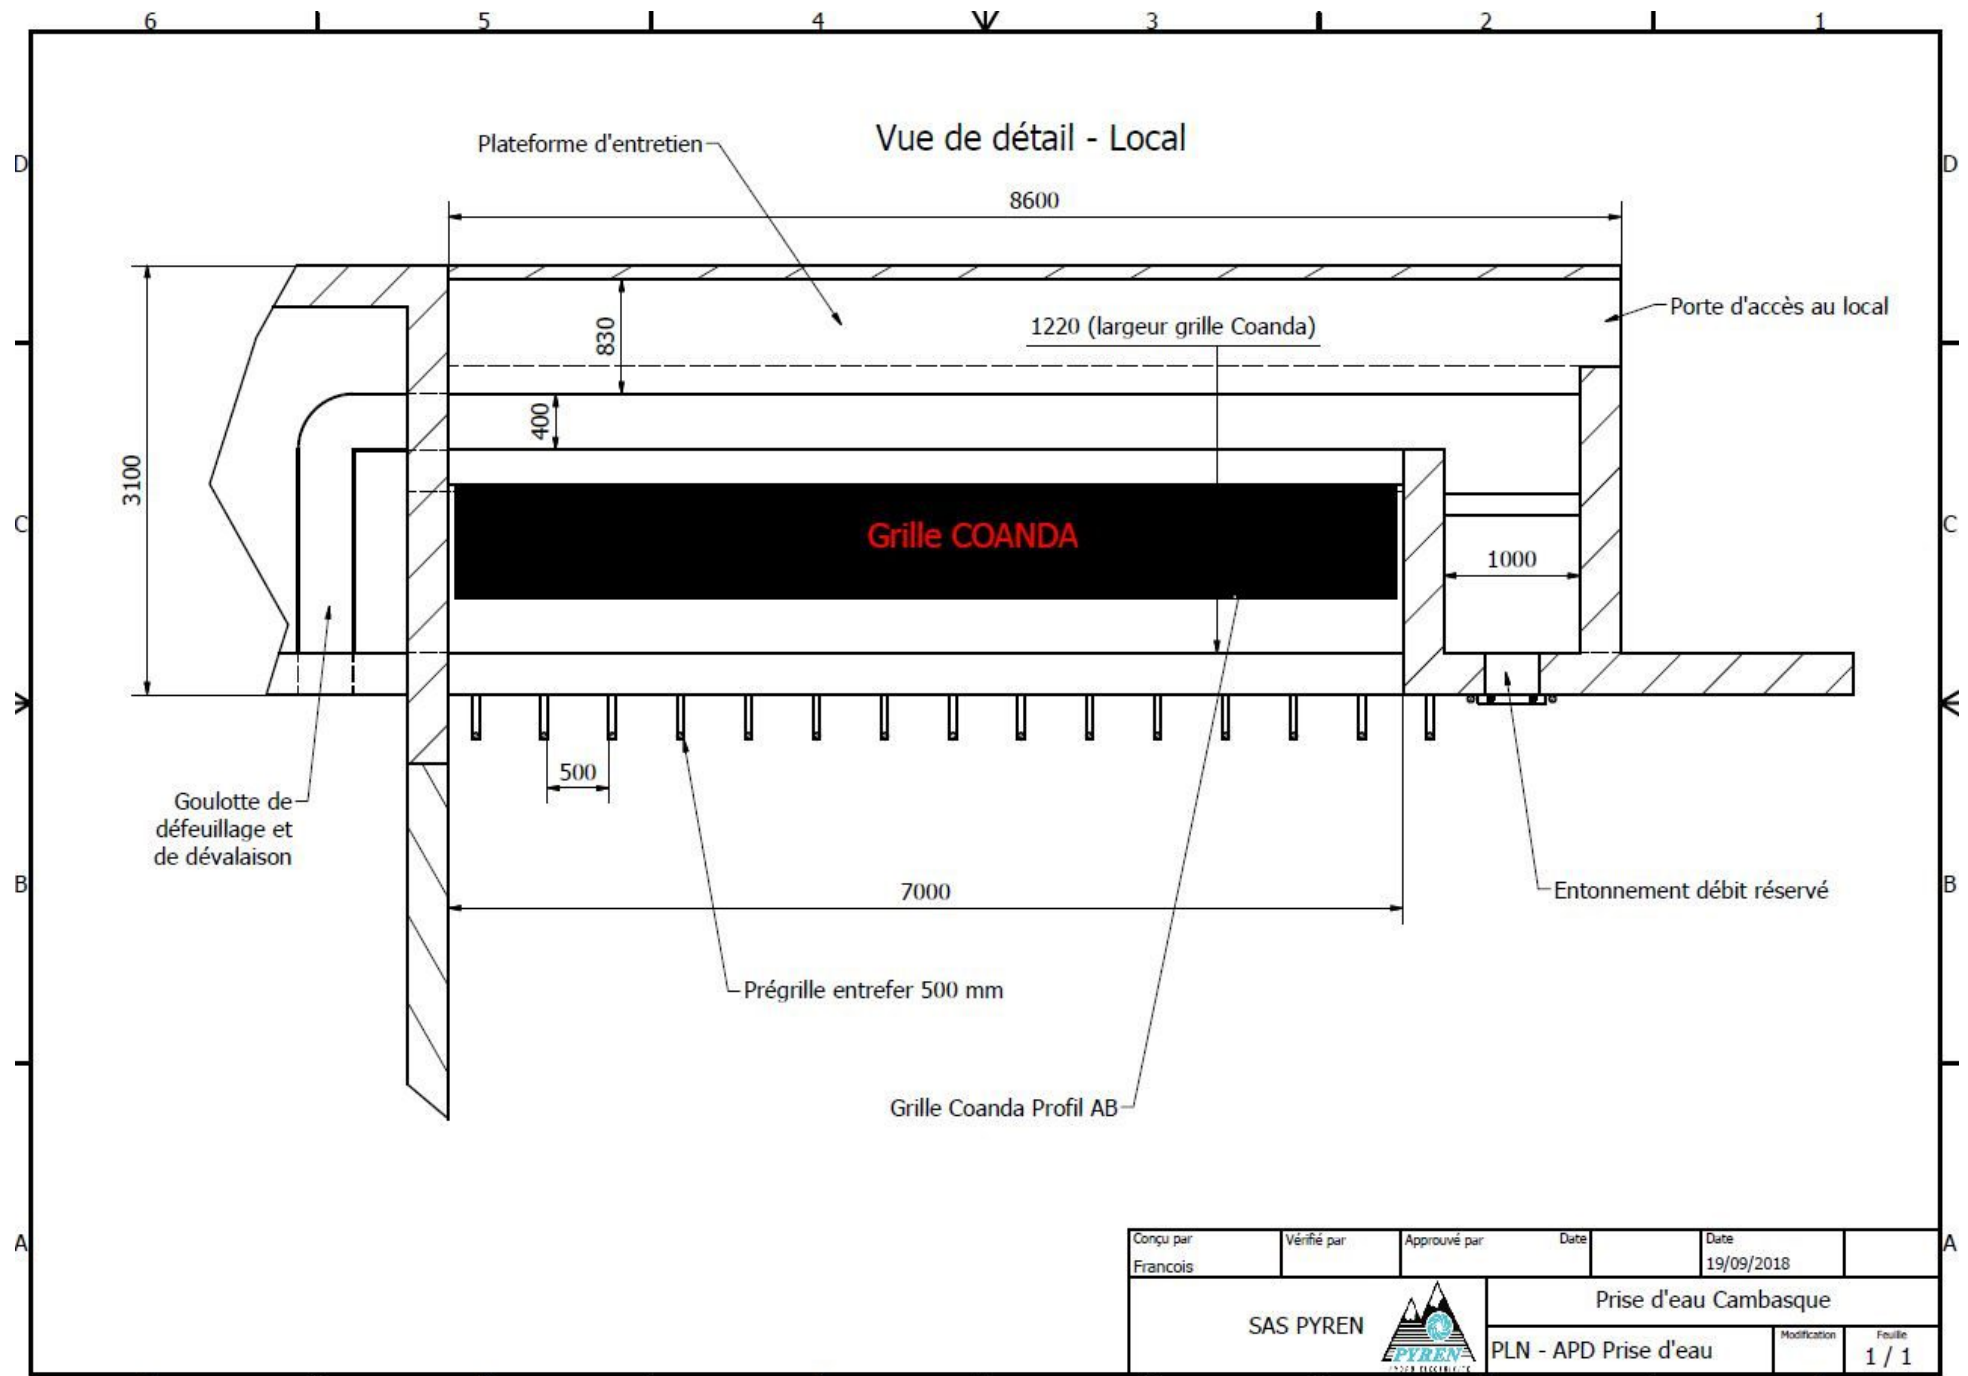 6 5 4 3 2 1
D
D
Vue de détail - Local
Plateforme d'entretien
8600
Porte d'accès au local
1220 (largeur grille Coanda)
830
400
3100
C
C
Grille COANDA
1000
500
Goulotte de
défeuillage et
de dévalaison
B
B
7000
Entonnement débit réservé
Prégrille entrefer 500 mm
Grille Coanda Profil AB
A
A
Conçu par
Vérifié par
Approuvé par
Date
Date
Francois
19/09/2018
SAS PYREN
PYREN
Prise d'eau Cambasque
PLN - APD Prise d'eau
Modification
Feuille
1 / 1